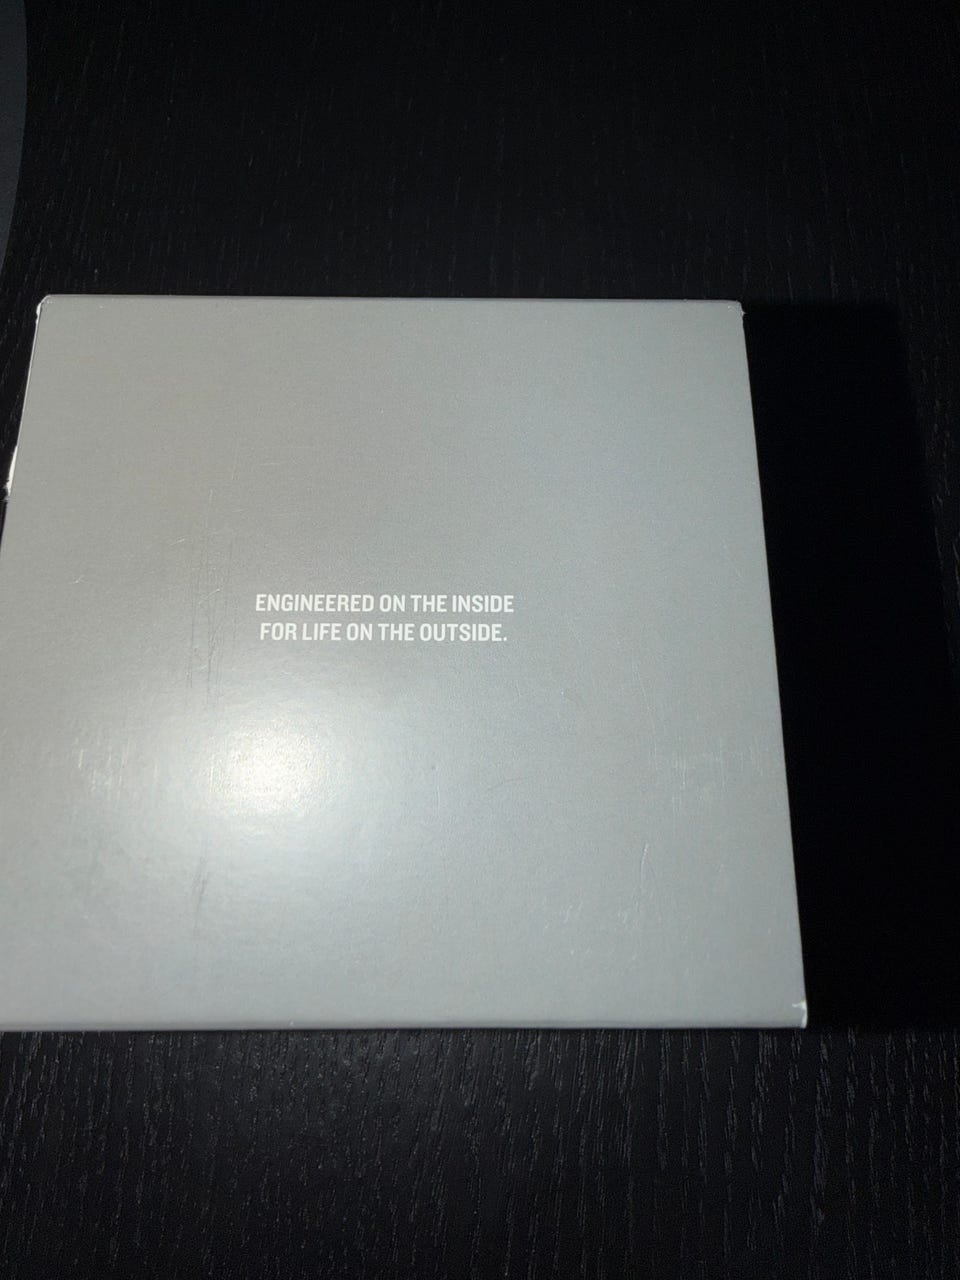 ENGINEERED ON THE INSIDE
FOR LIFE ON THE OUTSIDE.